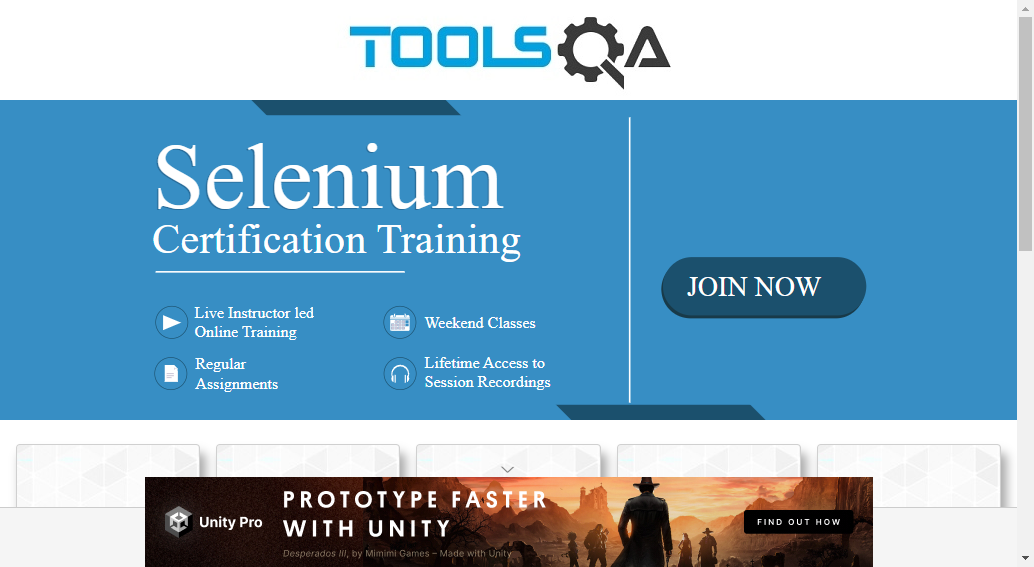 TOOLSQA
Selenium
Certification Training
Live Instructor led
Online Training
Weekend Classes
Regular
Assignments
Lifetime Access to
Session Recordings
JOIN NOW
Unity Pro
PROTOTYPE FASTER
WITH UNITY
Desperados III, by Mimimi Games – Made with Unity
FIND OUT HOW